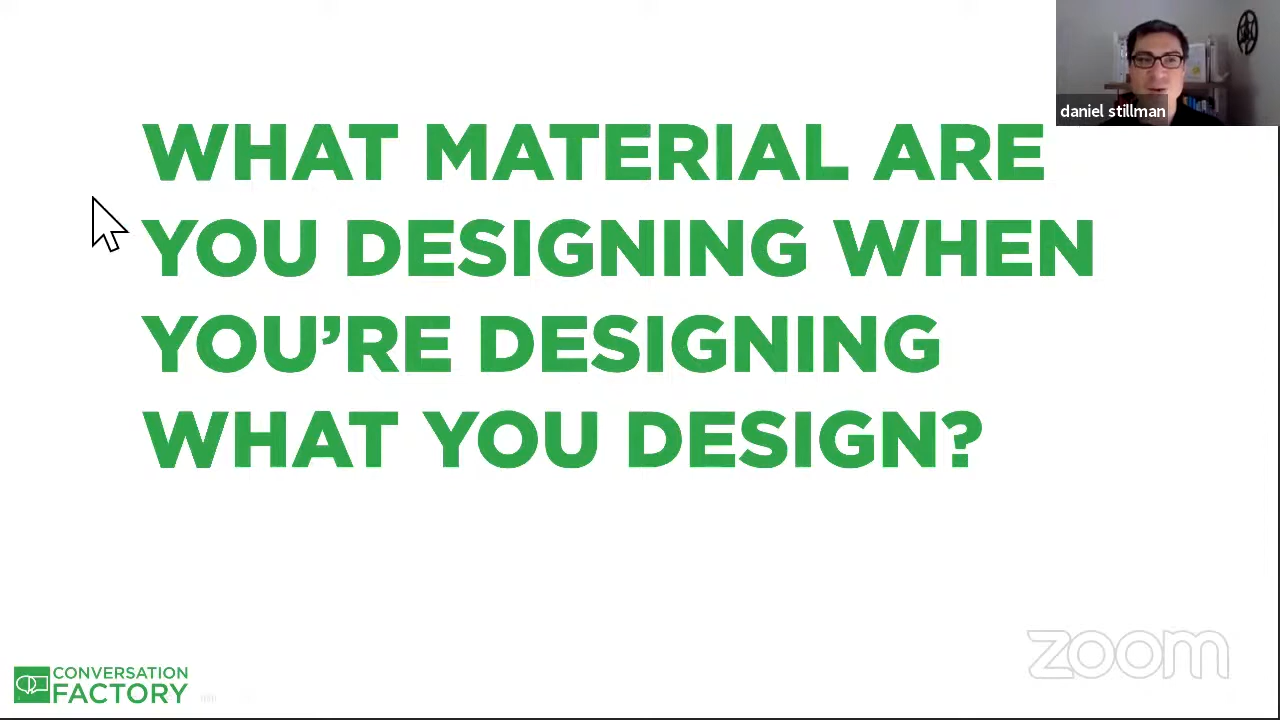 daniel stillman
WHAT MATERIAL ARE
YOU DESIGNING WHEN
YOU’RE DESIGNING
WHAT YOU DESIGN?
CONVERSATION
FACTORY
zoom